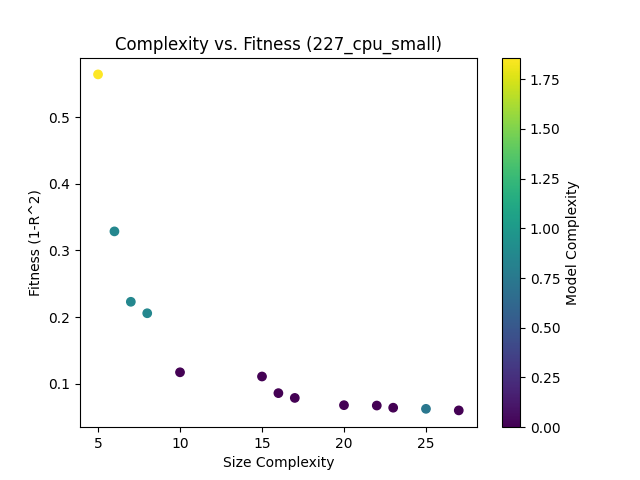 Complexity vs. Fitness (227_cpu_small)
Fitness (1-R^2)
0.5
0.4
0.3
0.2
0.1
5 10 15 20 25
Size Complexity
1.75
1.50
1.25
1.00
0.75
0.50
0.25
0.00
Model Complexity